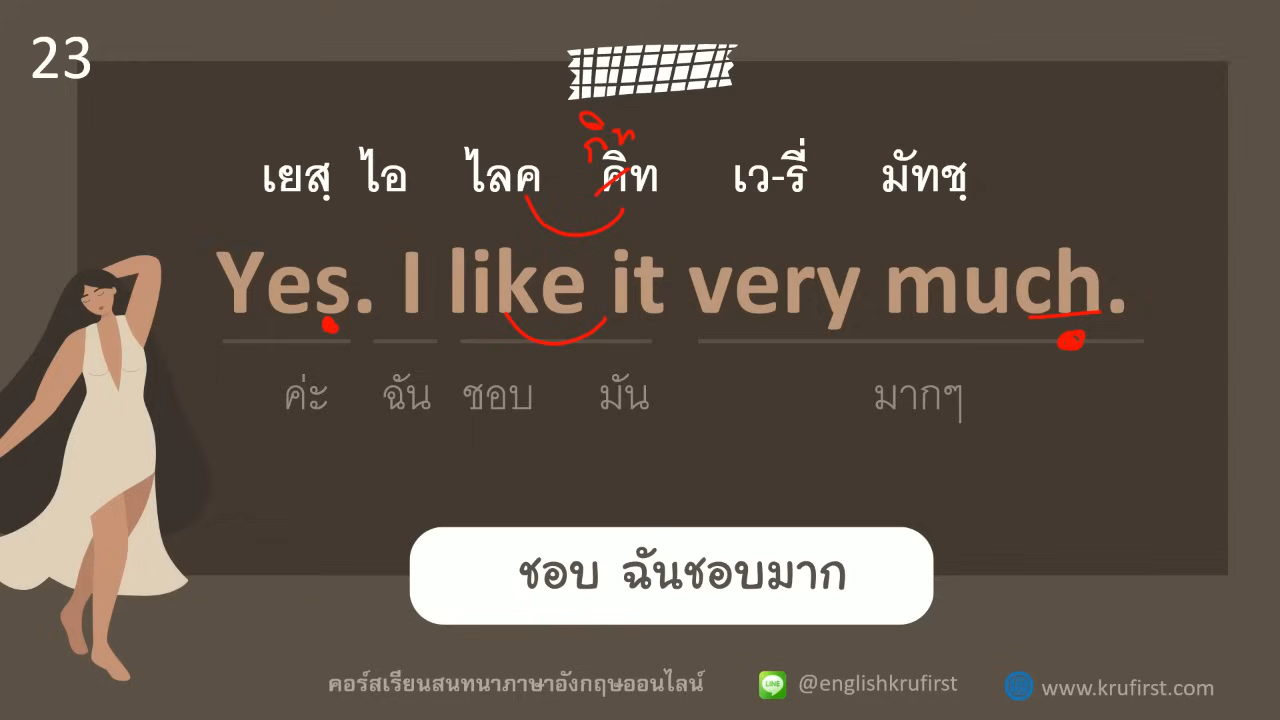 23
กิท
เยสฺ ไอ ไลค คิท เว-รี่ มัทชฺ
Yes. I like it very much.
ค่ะ ฉัน ชอบ มัน มากๆ
ชอบ ฉันชอบมาก
คอร์สเรียนสนทนาภาษาอังกฤษออนไลน์ LINE @englishkrufirst www.krufirst.com